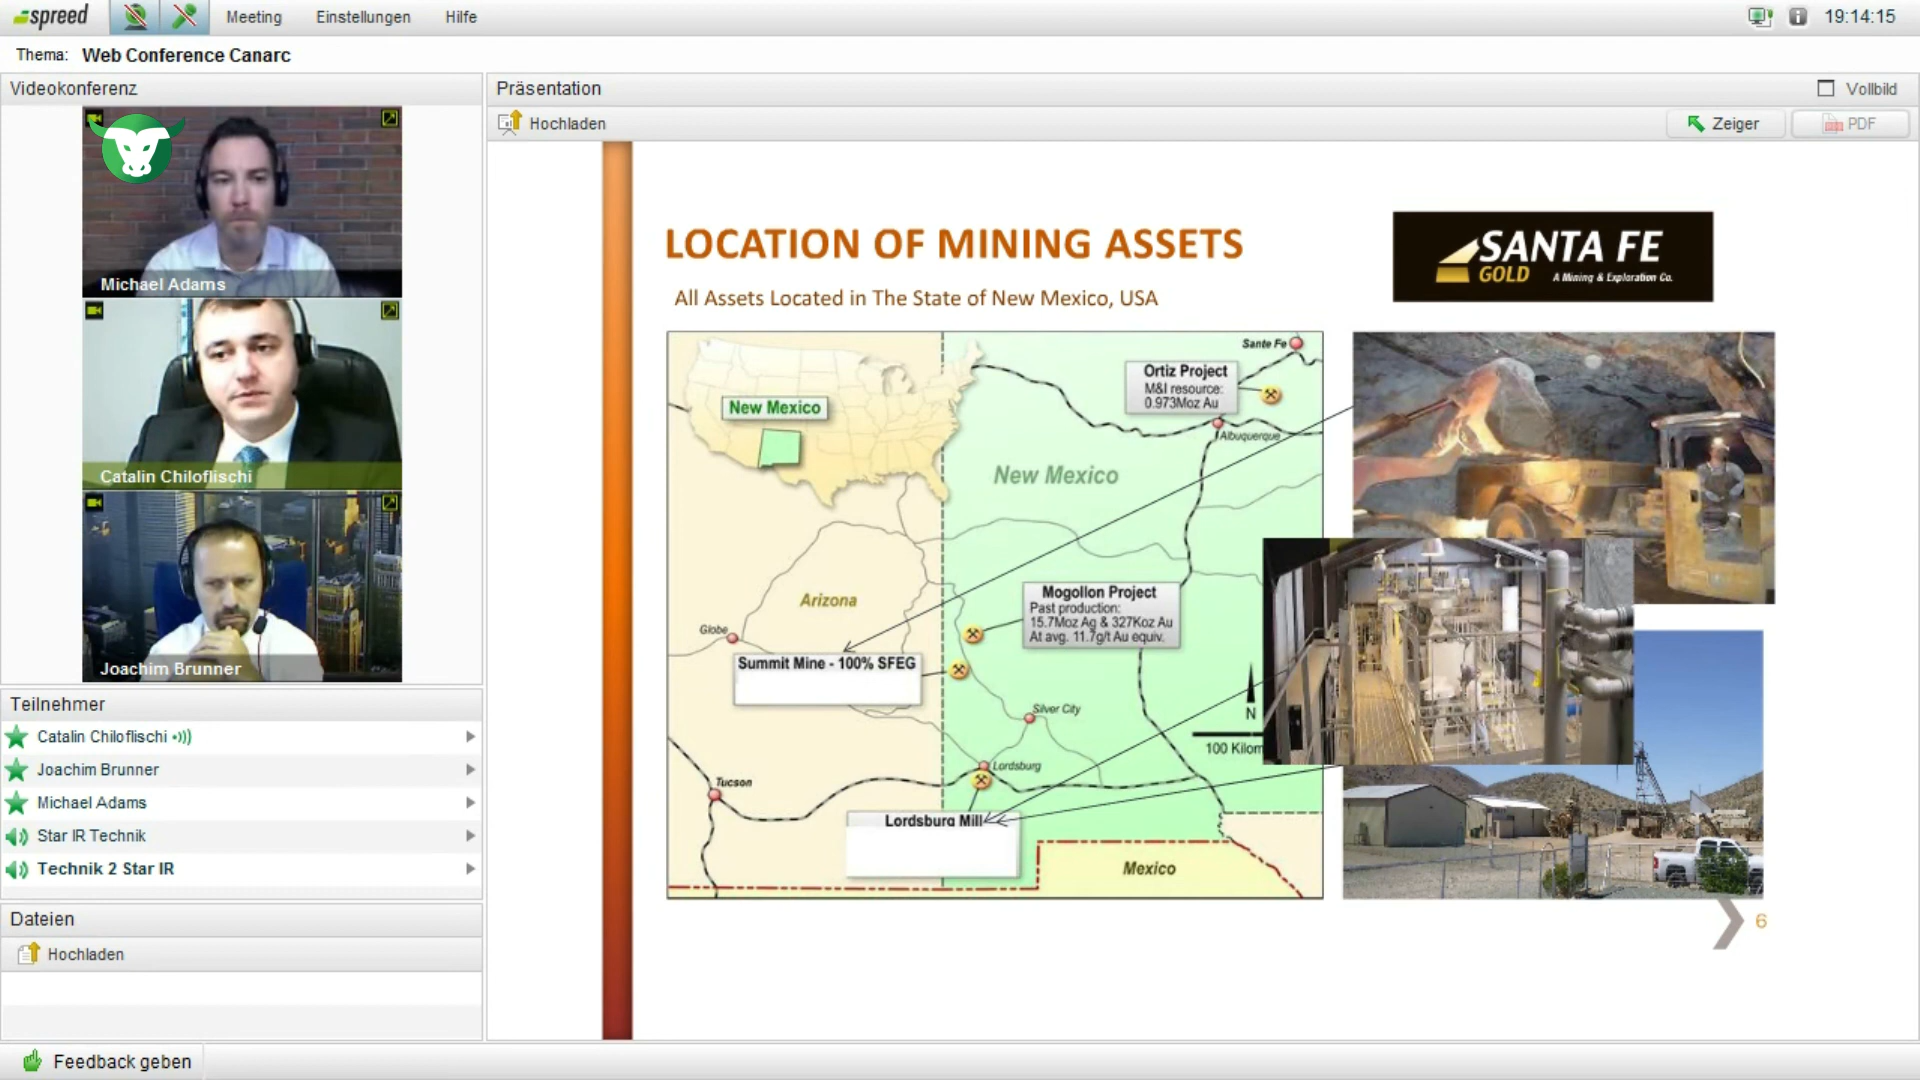 spreed
Meeting
Einstellungen
Hilfe
19:14:15
Thema: Web Conference Canarc
Videokonferenz
Michael Adams
Catalin Chiloflischi
Joachim Brunner
Teilnehmer
Catalin Chiloflischi
Joachim Brunner
Michael Adams
Star IR Technik
Technik 2 Star IR
Dateien
Hochladen
Feedback geben
Präsentation
Vollbild
Hochladen
Zeiger
PDF
LOCATION OF MINING ASSETS
All Assets Located in The State of New Mexico, USA
SANTA FE
GOLD A Mining & Exploration Co.
Sante Fe
Ortiz Project
M&I resource:
0.973Moz Au
Albuquerque
New Mexico
New Mexico
Arizona
Globe
Mogollon Project
Past production:
15.7Moz Ag & 327Koz Au
At avg. 11.7g/t Au equiv.
Summit Mine - 100% SFEG
Silver City
N
100 Kilom
Lordsburg
Tucson
Lordsburg Mill
Mexico
6